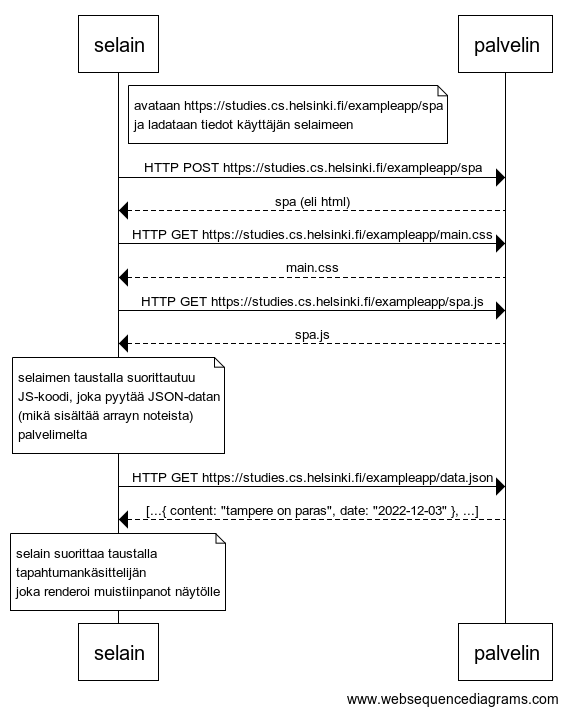 selain
palvelin
avataan https://studies.cs.helsinki.fi/exampleapp/spa
ja ladataan tiedot käyttäjän selaimeen
HTTP POST https://studies.cs.helsinki.fi/exampleapp/spa
spa (eli html)
HTTP GET https://studies.cs.helsinki.fi/exampleapp/main.css
main.css
HTTP GET https://studies.cs.helsinki.fi/exampleapp/spa.js
spa.js
selaimen taustalla suorittautuu
JS-koodi, joka pyytää JSON-datan
(mikä sisältää arrayn noteista)
palvelimelta
HTTP GET https://studies.cs.helsinki.fi/exampleapp/data.json
[...{ content: "tampere on paras", date: "2022-12-03" }, ...]
selain suorittaa taustalla
tapahtumankäsittelijän
joka renderoi muistiinpanot näytölle
selain
palvelin
www.websequencediagrams.com